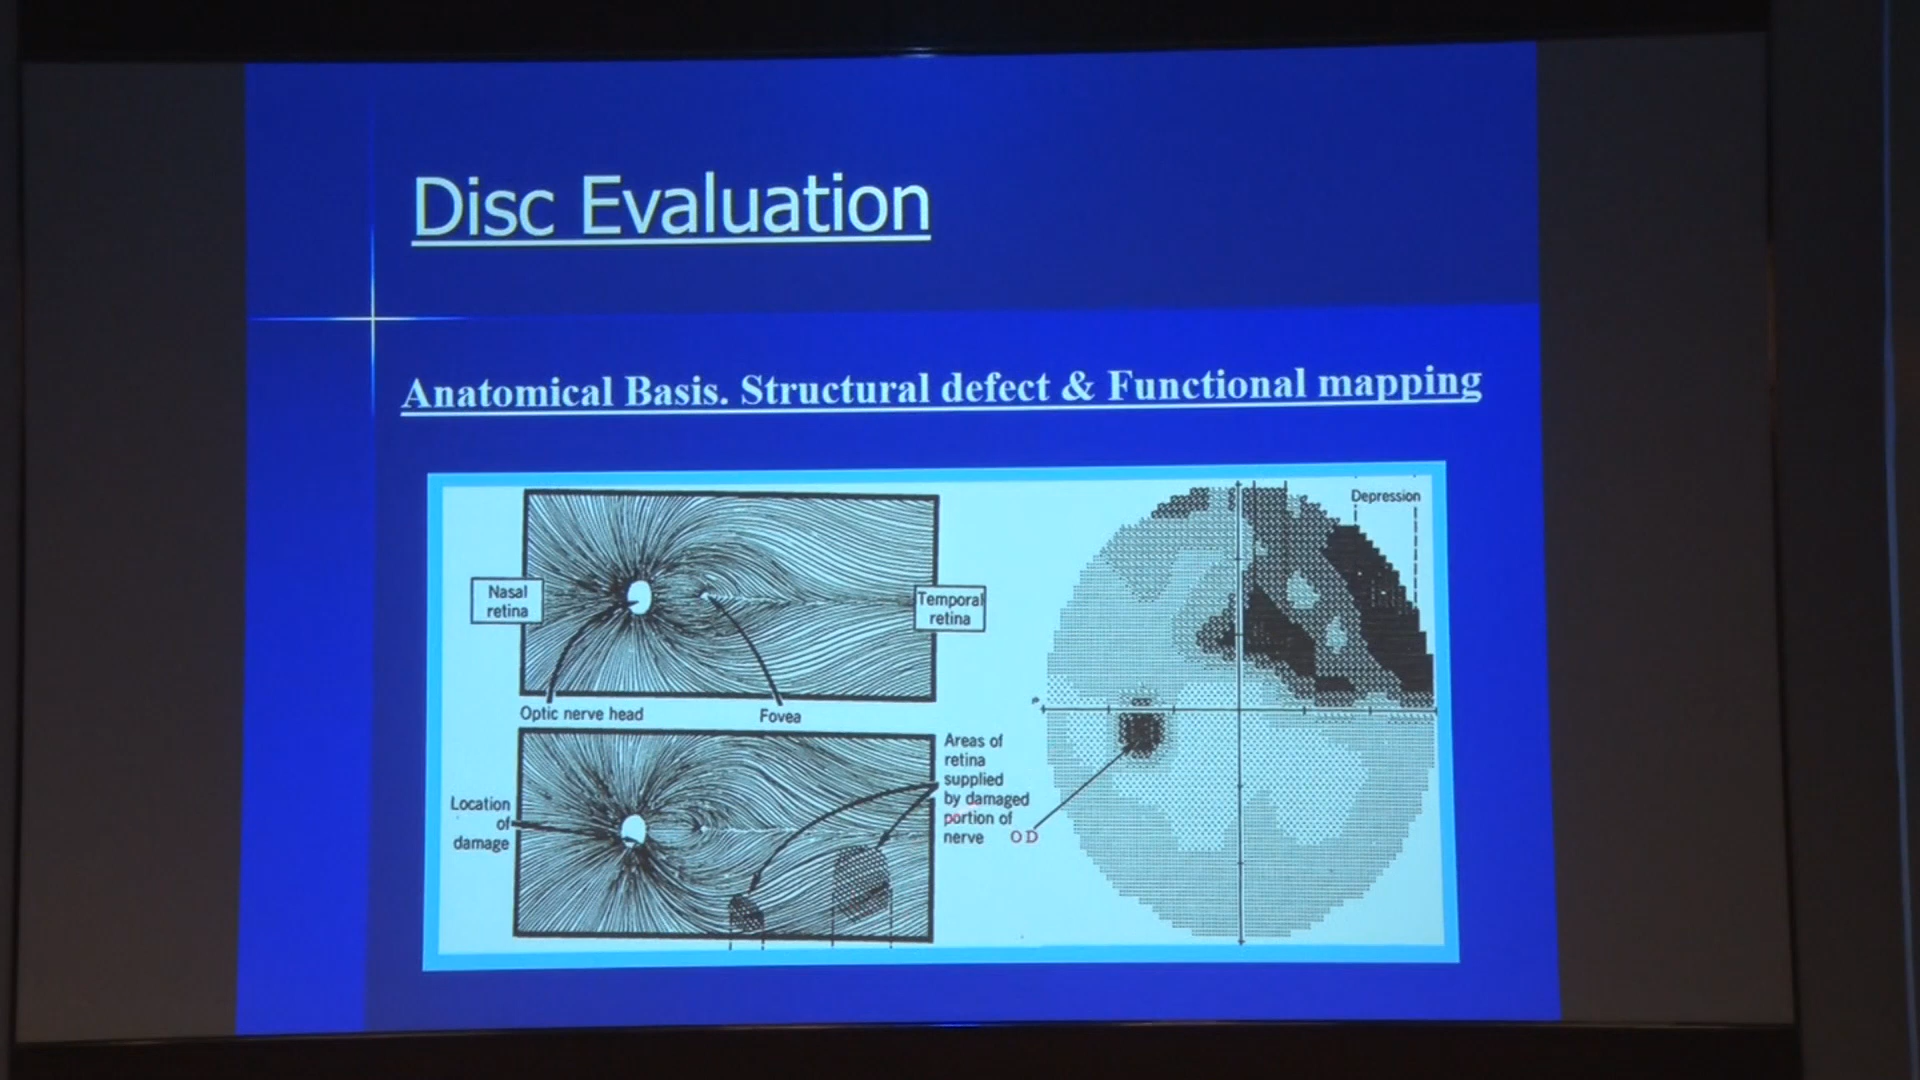 Disc Evaluation
Anatomical Basis. Structural defect & Functional mapping
Nasal
retina
Temporal
retina
Optic nerve head
Fovea
Location
of
damage
Areas of
retina
supplied
by damaged
portion of
nerve
OD
Depression